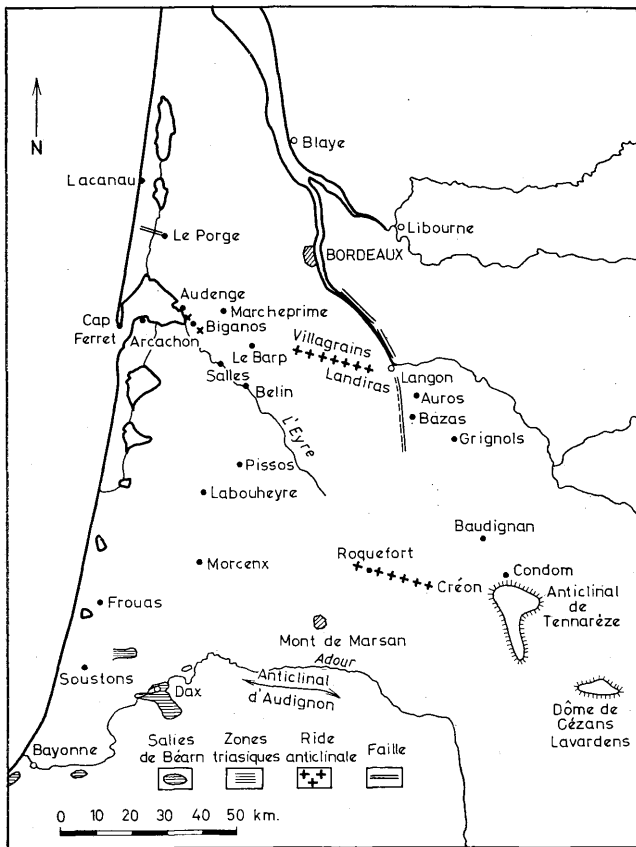 N
Blaye
Lacanau
Libourne
Le Porge
BORDEAUX
Audenge
Marcheprime
Cap
Ferret
Biganos
Arcachon
Villagrains
Le Barp
Landiras
Langon
Salles
Belin
Auros
Bazas
L'Eyre
Grignols
Pissos
Labouheyre
Baudignan
Roquefort
Morcenx
Condom
Créon
Anticlinal
de
Tennarèze
Frouas
Mont de Marsan
Adour
Soustons
Anticlinal
d'Audignon
Dax
Dôme de
Cézans
Lavardens
Bayonne
Salies
de Béarn
Zones
triasiques
Ride
anticlinale
Faille
0 10 20 30 40 50 km.